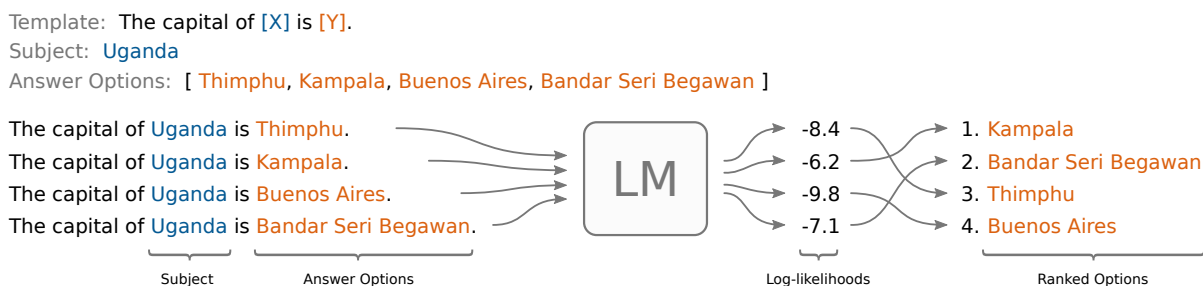 Template: The capital of [X] is [Y].
Subject: Uganda
Answer Options: [ Thimphu, Kampala, Buenos Aires, Bandar Seri Begawan ]
The capital of Uganda is Thimphu. -8.4 1. Kampala
The capital of Uganda is Kampala. -6.2 2. Bandar Seri Begawan
LM
The capital of Uganda is Buenos Aires. -9.8 3. Thimphu
The capital of Uganda is Bandar Seri Begawan. -7.1 4. Buenos Aires
Subject Answer Options Log-likelihoods Ranked Options